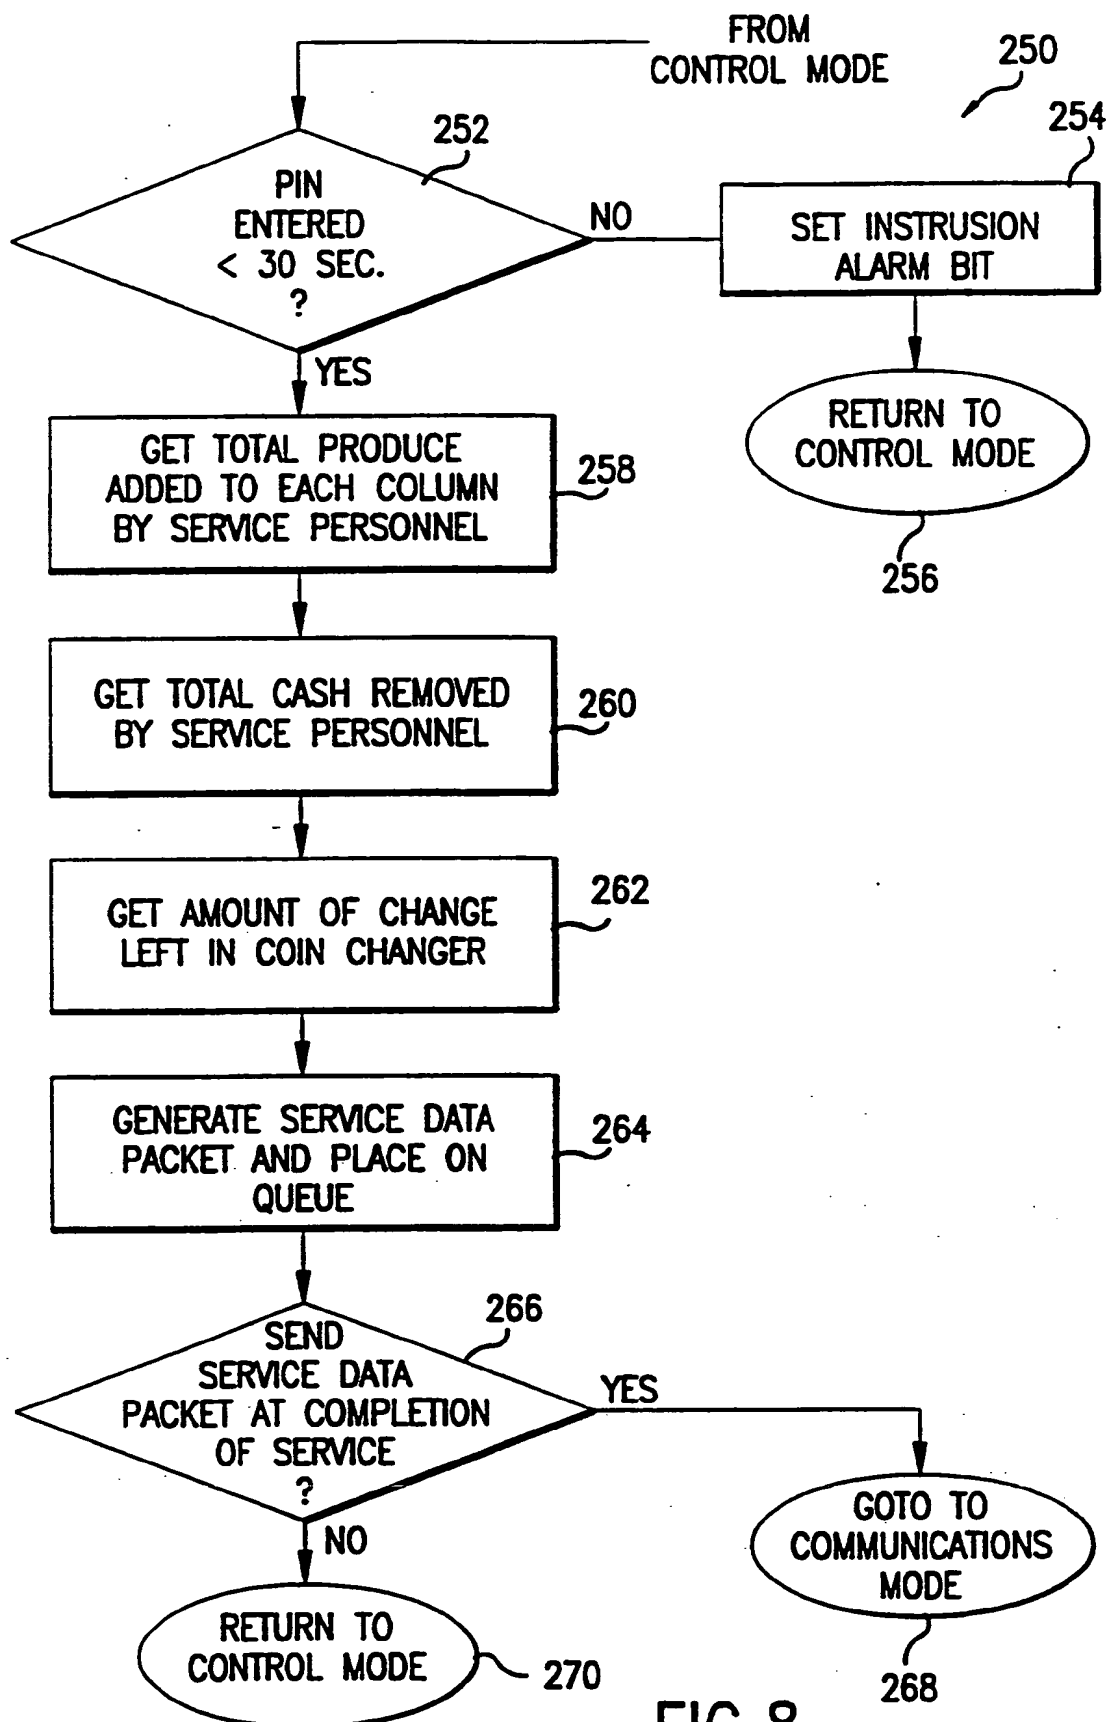 FROM
CONTROL MODE
250
252
254
PIN
ENTERED
< 30 SEC.
?
NO
SET INSTRUSION
ALARM BIT
YES
RETURN TO
CONTROL MODE
256
GET TOTAL PRODUCE
ADDED TO EACH COLUMN
BY SERVICE PERSONNEL
258
GET TOTAL CASH REMOVED
BY SERVICE PERSONNEL
260
GET AMOUNT OF CHANGE
LEFT IN COIN CHANGER
262
GENERATE SERVICE DATA
PACKET AND PLACE ON
QUEUE
264
266
SEND
SERVICE DATA
PACKET AT COMPLETION
OF SERVICE
?
YES
NO
GOTO TO
COMMUNICATIONS
MODE
268
RETURN TO
CONTROL MODE
270
FIG.8